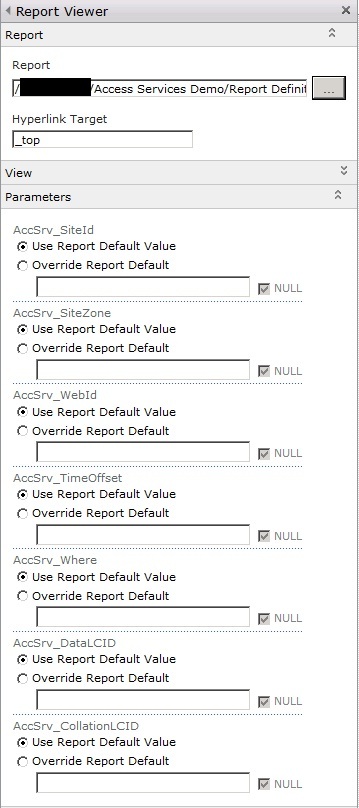 Report Viewer
Report
Report
/ /Access Services Demo/Report Definit
...
Hyperlink Target
_top
View
Parameters
AccSrv_SiteId
Use Report Default Value
Override Report Default
NULL
AccSrv_SiteZone
Use Report Default Value
Override Report Default
NULL
AccSrv_WebId
Use Report Default Value
Override Report Default
NULL
AccSrv_TimeOffset
Use Report Default Value
Override Report Default
NULL
AccSrv_Where
Use Report Default Value
Override Report Default
NULL
AccSrv_DataLCID
Use Report Default Value
Override Report Default
NULL
AccSrv_CollationLCID
Use Report Default Value
Override Report Default
NULL